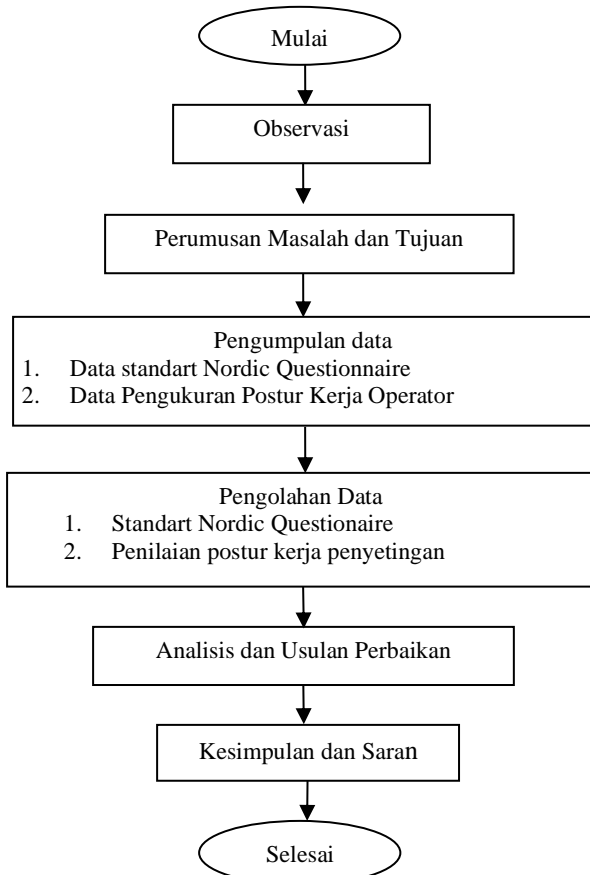 Mulai
Observasi
Perumusan Masalah dan Tujuan
Pengumpulan data
1. Data standart Nordic Questionnaire
2. Data Pengukuran Postur Kerja Operator
Pengolahan Data
1. Standart Nordic Questionaire
2. Penilaian postur kerja penyetingan
Analisis dan Usulan Perbaikan
Kesimpulan dan Saran
Selesai